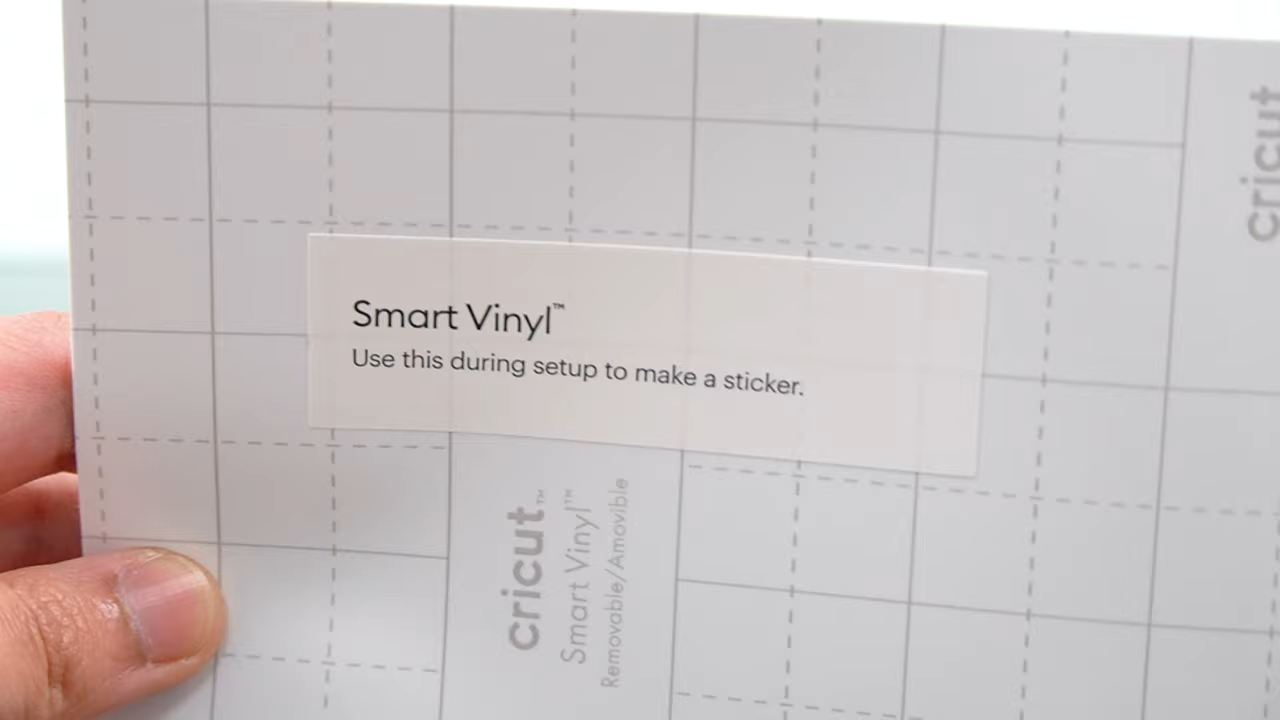 Smart Vinyl™
Use this during setup to make a sticker.
cricut™
Smart Vinyl™
Removable/Amovible
cricut